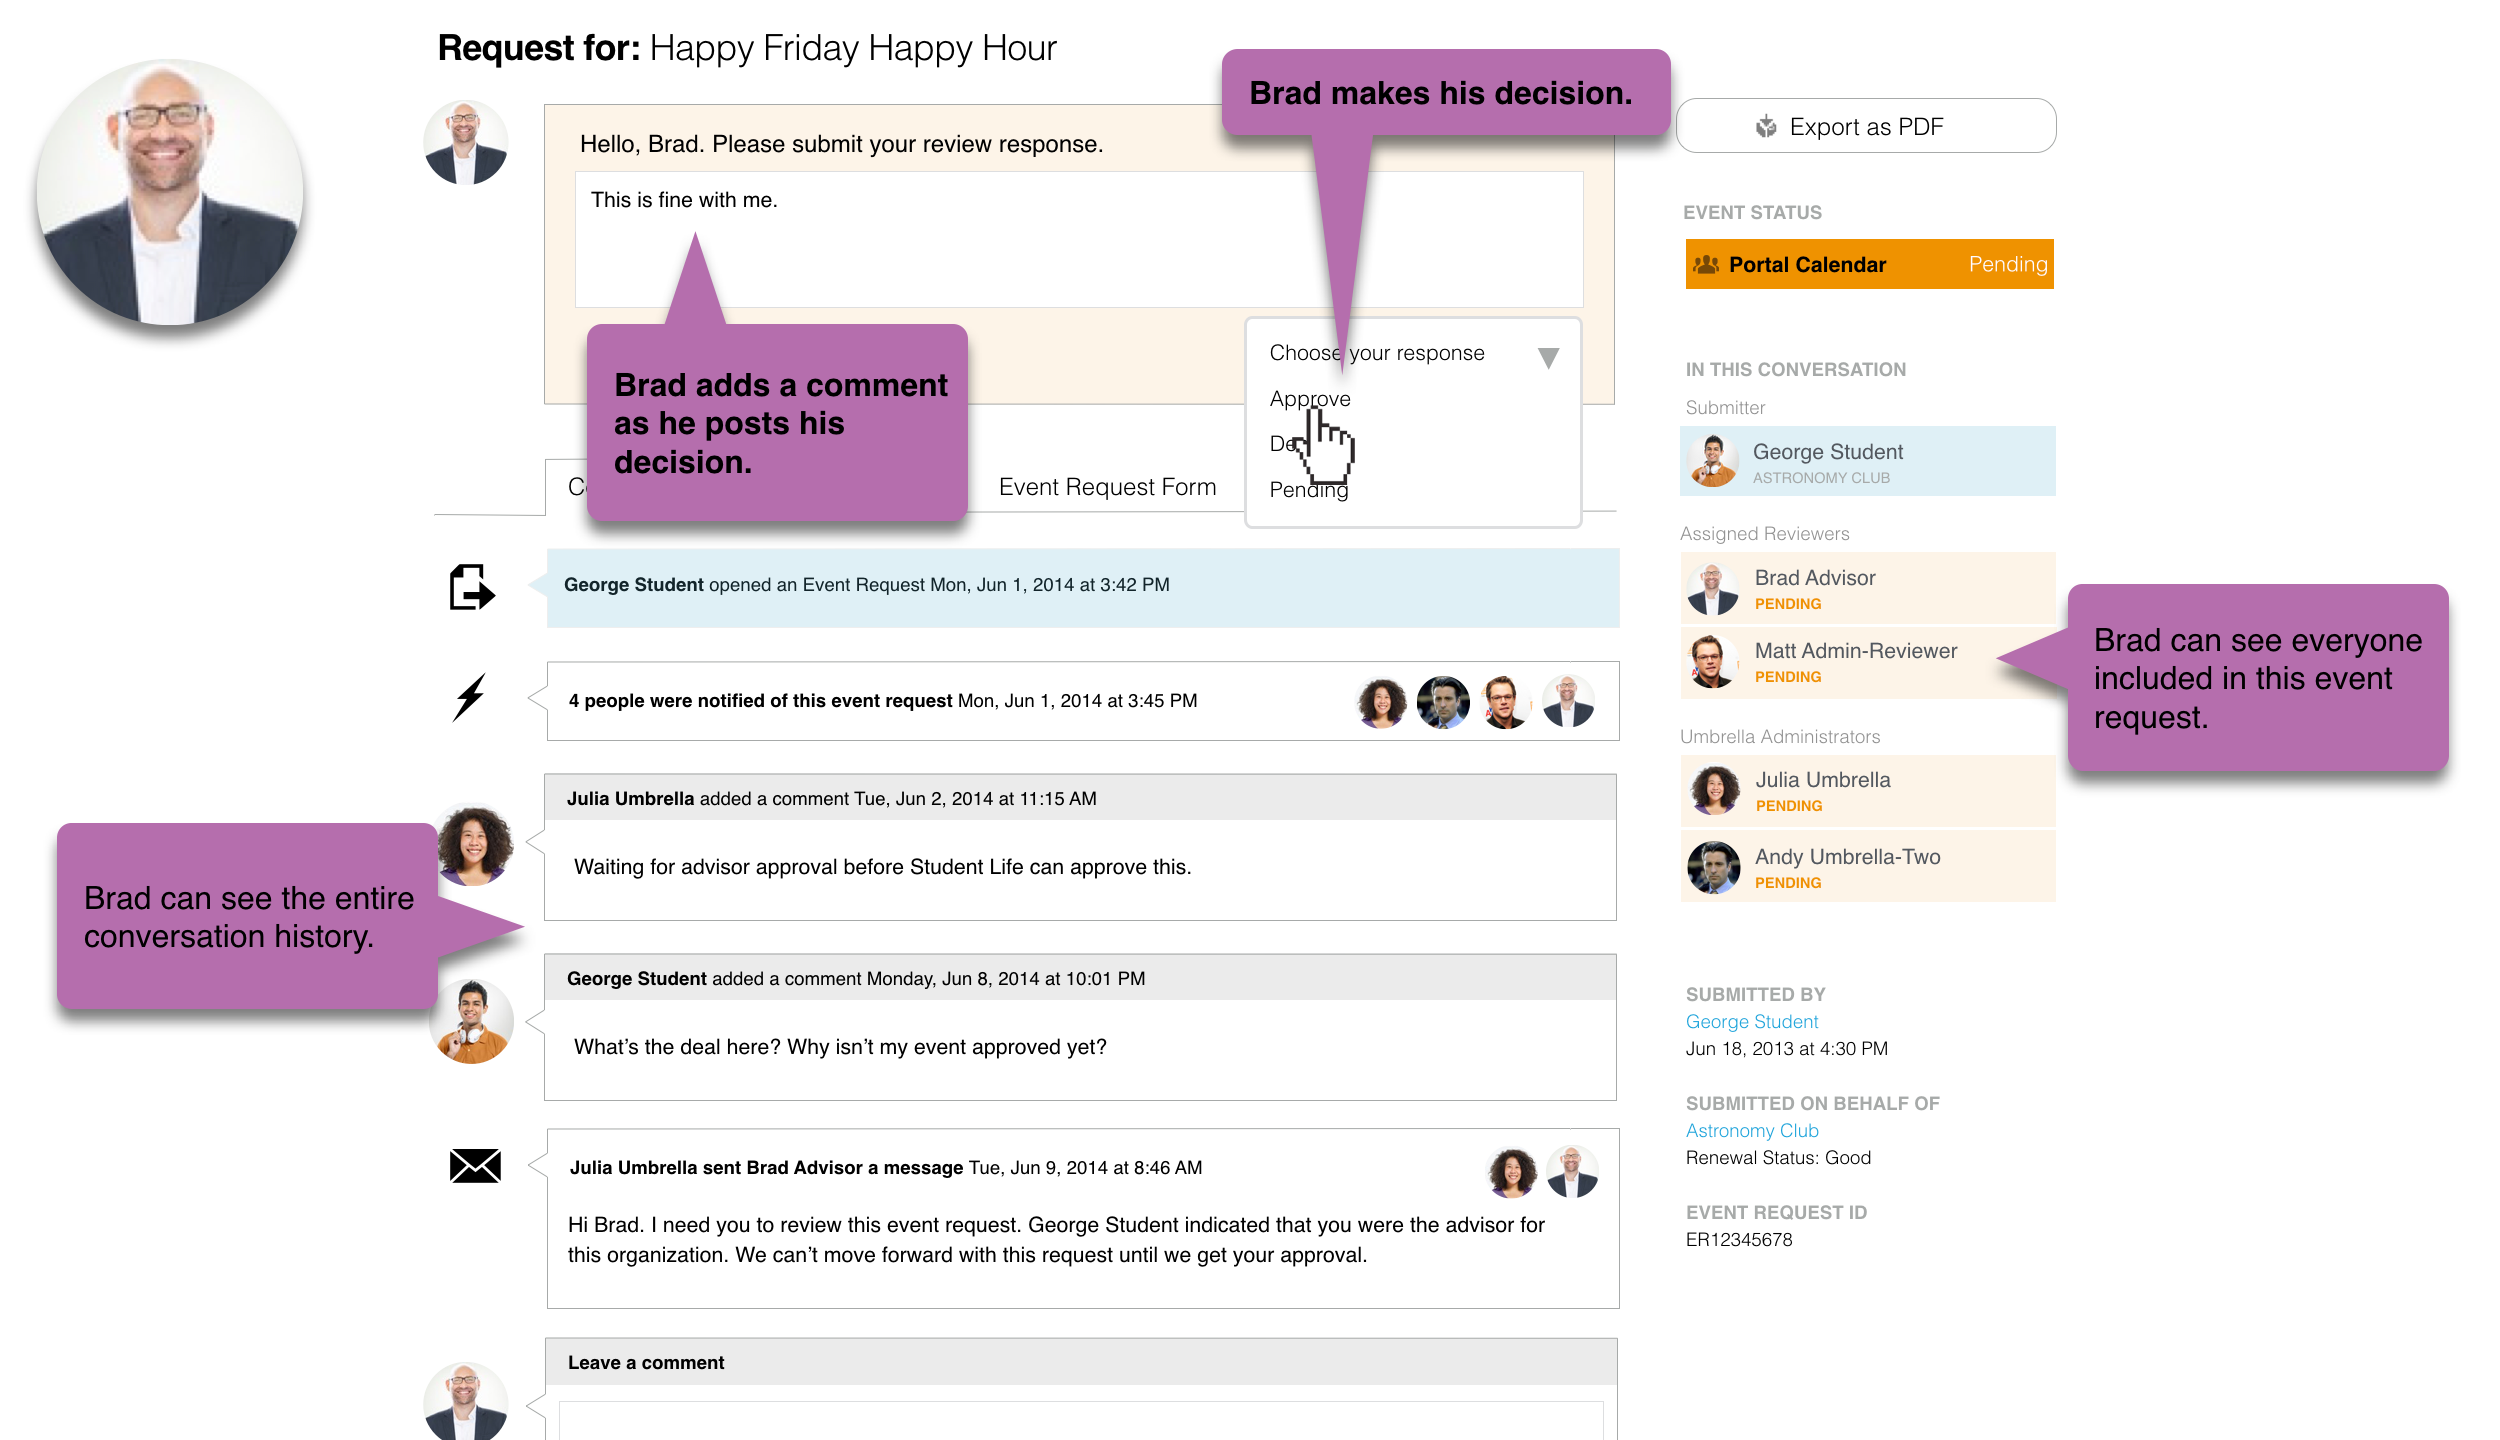 Request for: Happy Friday Happy Hour
Brad makes his decision.
Hello, Brad. Please submit your review response.
This is fine with me.
Brad adds a comment
as he posts his
decision.
Choose your response
Approve
Pending
Event Request Form
George Student opened an Event Request Mon, Jun 1, 2014 at 3:42 PM
4 people were notified of this event request Mon, Jun 1, 2014 at 3:45 PM
Julia Umbrella added a comment Tue, Jun 2, 2014 at 11:15 AM
Waiting for advisor approval before Student Life can approve this.
Brad can see the entire
conversation history.
George Student added a comment Monday, Jun 8, 2014 at 10:01 PM
What's the deal here? Why isn't my event approved yet?
Julia Umbrella sent Brad Advisor a message Tue, Jun 9, 2014 at 8:46 AM
Hi Brad. I need you to review this event request. George Student indicated that you were the advisor for
this organization. We can't move forward with this request until we get your approval.
Leave a comment
Export as PDF
EVENT STATUS
Portal Calendar Pending
IN THIS CONVERSATION
Submitter
George Student
ASTRONOMY CLUB
Assigned Reviewers
Brad Advisor
PENDING
Matt Admin-Reviewer
PENDING
Brad can see everyone
included in this event
request.
Umbrella Administrators
Julia Umbrella
PENDING
Andy Umbrella-Two
PENDING
SUBMITTED BY
George Student
Jun 18, 2013 at 4:30 PM
SUBMITTED ON BEHALF OF
Astronomy Club
Renewal Status: Good
EVENT REQUEST ID
ER12345678